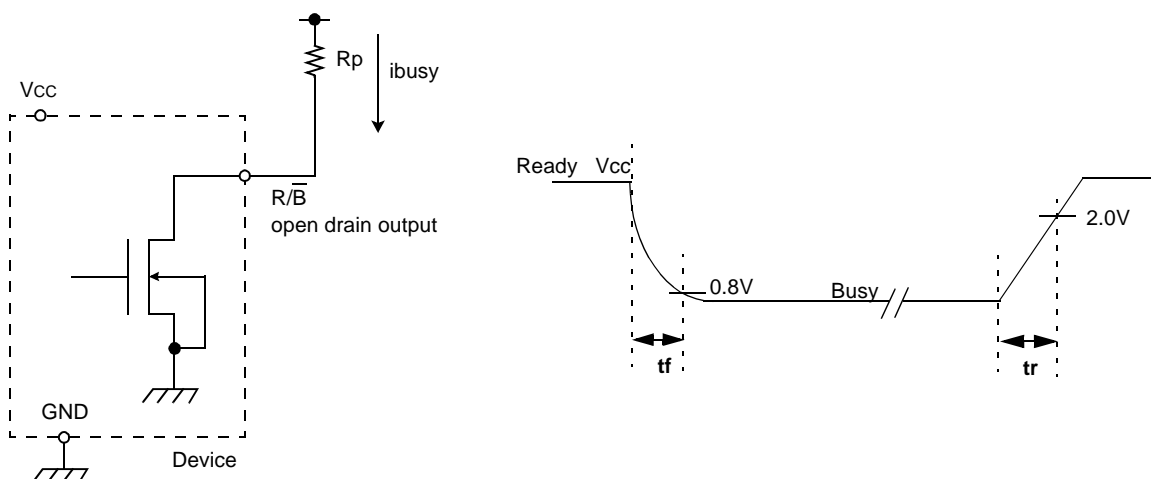 Rp
ibusy
VCC
R/B̅
open drain output
GND
Device
Ready Vcc
0.8V
Busy
2.0V
tf
tr